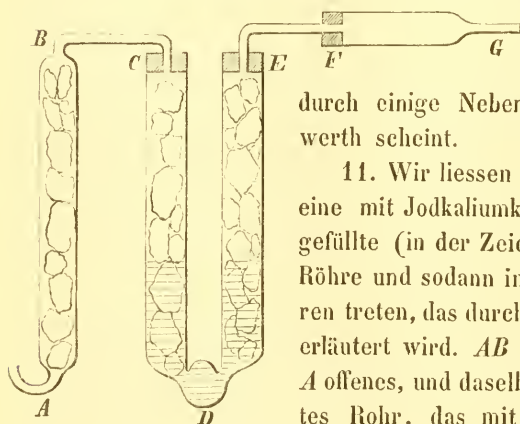 B
C
E
F
G
durch einige Neben
werth scheint.
11. Wir liessen
eine mit Jodkaliumk
gefüllte (in der Zeic
Röhre und sodann in
ren treten, das durch
erläutert wird. AB
A offenes, und daselb
tes Rohr, das mit
A
D